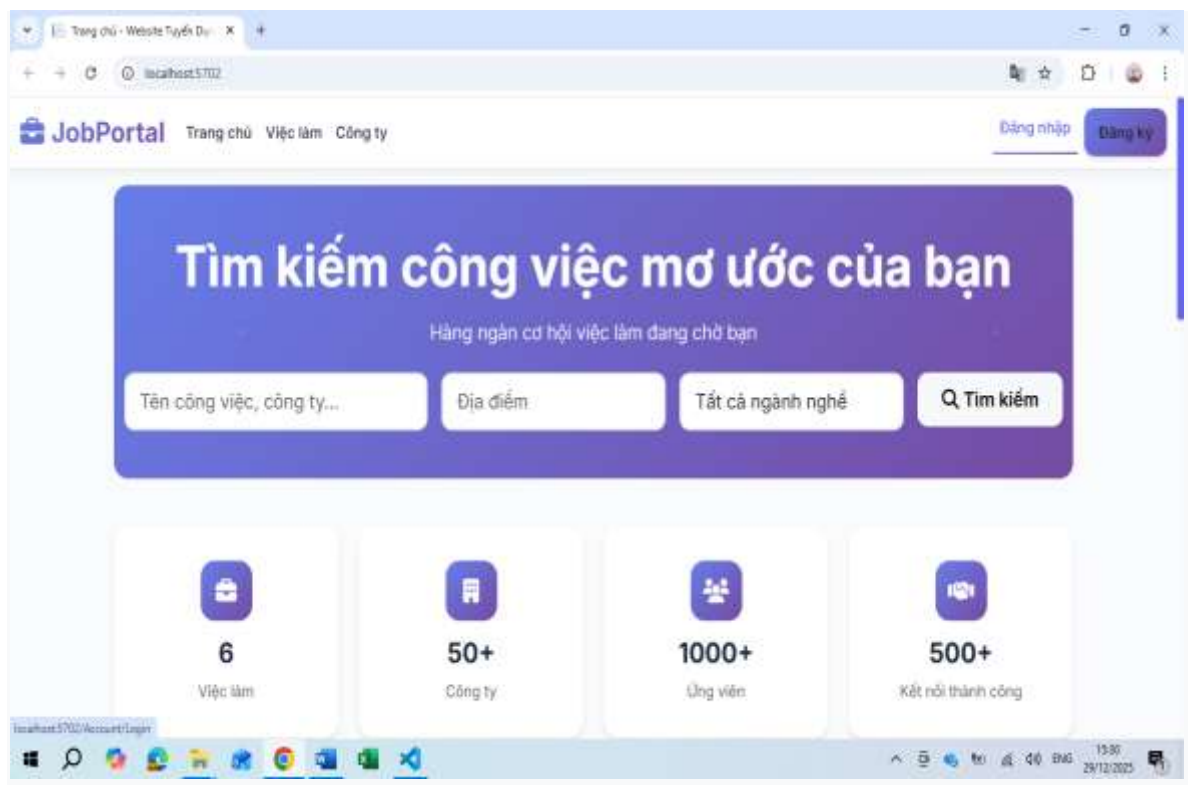 Trang chủ - Website Tuyển Dụ
localhost:5702
JobPortal Trang chủ Việc làm Công ty Đăng nhập Đăng ký
Tìm kiếm công việc mơ ước của bạn
Hàng ngàn cơ hội việc làm đang chờ bạn
Tên công việc, công ty... Địa điểm Tất cả ngành nghề Tìm kiếm
6 50+ 1000+ 500+
Việc làm Công ty Ứng viên Kết nối thành công
localhost:5702/Account/Login
ENG 15:30
29/12/2025